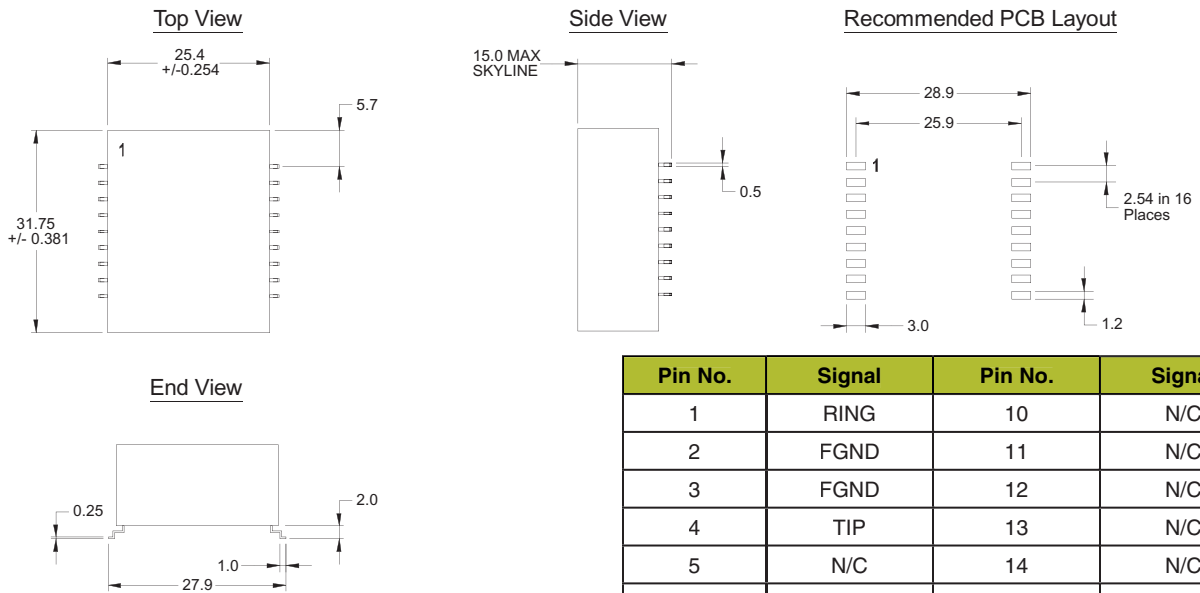 Top View
25.4
+/-0.254
5.7
1
31.75
+/- 0.381
Side View
15.0 MAX
SKYLINE
0.5
Recommended PCB Layout
28.9
25.9
1
2.54 in 16
Places
3.0
1.2
End View
0.25
2.0
1.0
27.9
Pin No. Signal Pin No. Signa
1 RING 10 N/C
2 FGND 11 N/C
3 FGND 12 N/C
4 TIP 13 N/C
5 N/C 14 N/C